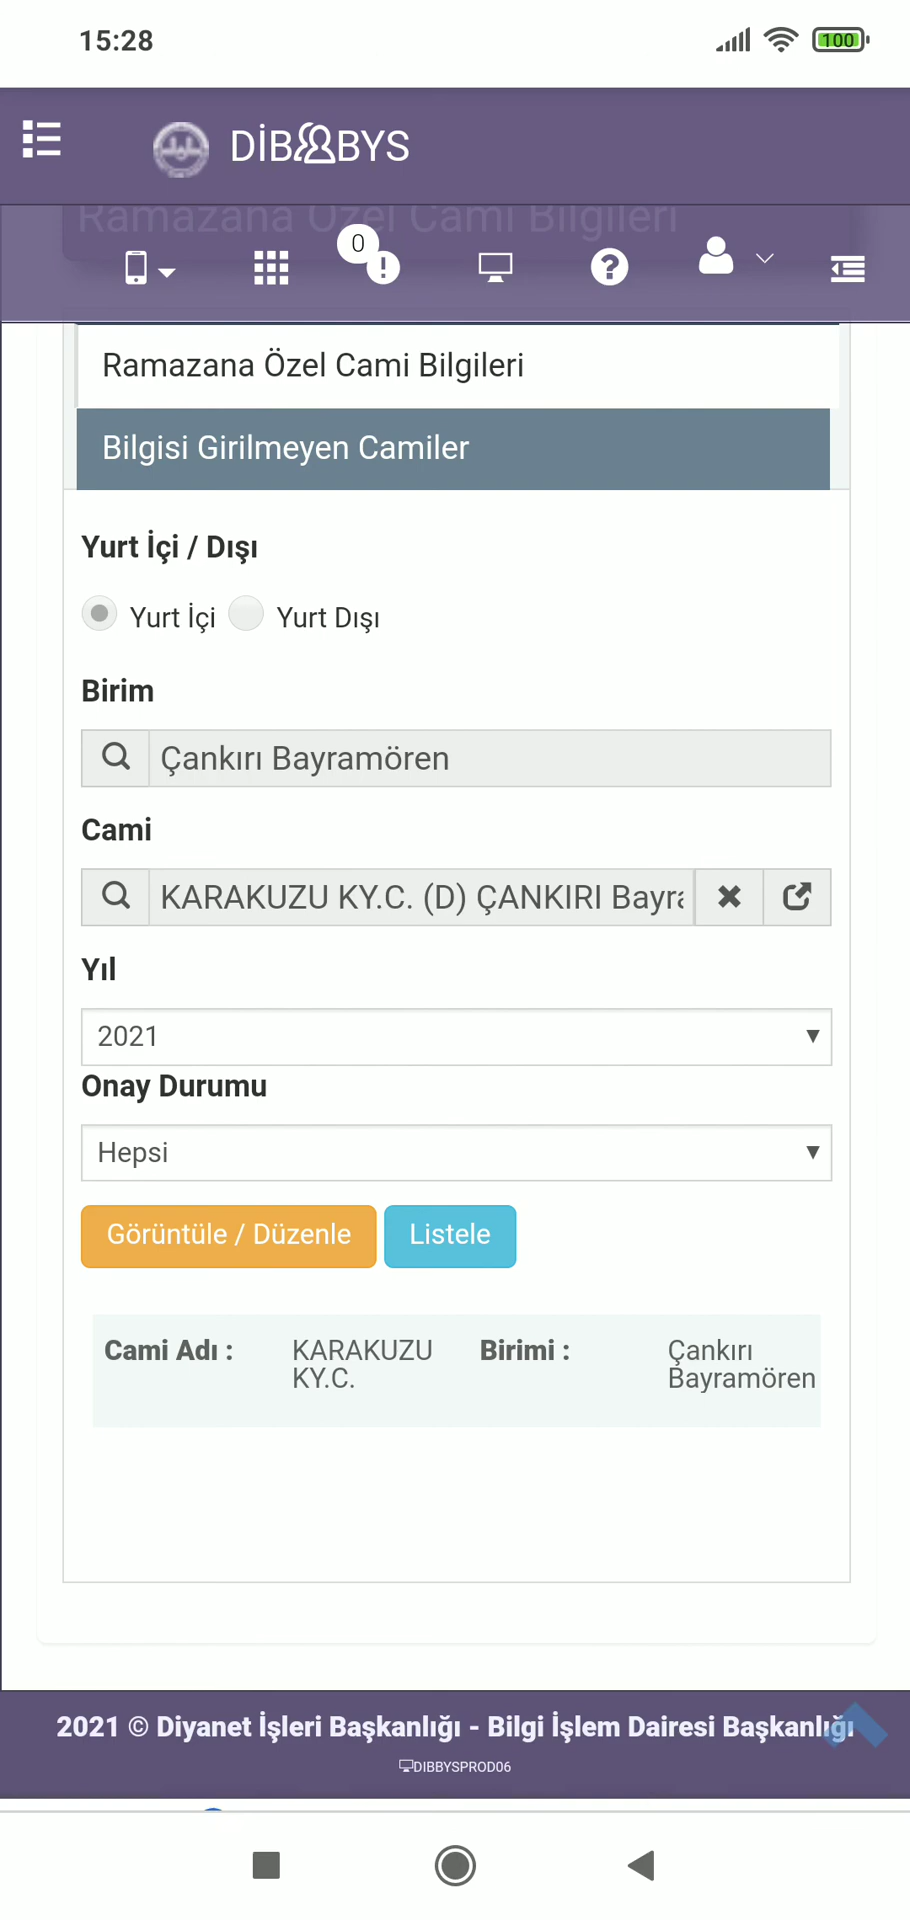 15:28
100
DİB BYS
Ramazana Özel Cami Bilgileri
0
Ramazana Özel Cami Bilgileri
Bilgisi Girilmeyen Camiler
Yurt İçi / Dışı
Yurt İçi Yurt Dışı
Birim
Çankırı Bayramören
Cami
KARAKUZU KY.C. (D) ÇANKIRI Bayra
Yıl
2021
Onay Durumu
Hepsi
Görüntüle / Düzenle Listele
Cami Adı : KARAKUZU Birimi : Çankırı
KY.C. Bayramören
2021 © Diyanet İşleri Başkanlığı - Bilgi İşlem Dairesi Başkanlığı
DIBBYSPROD06